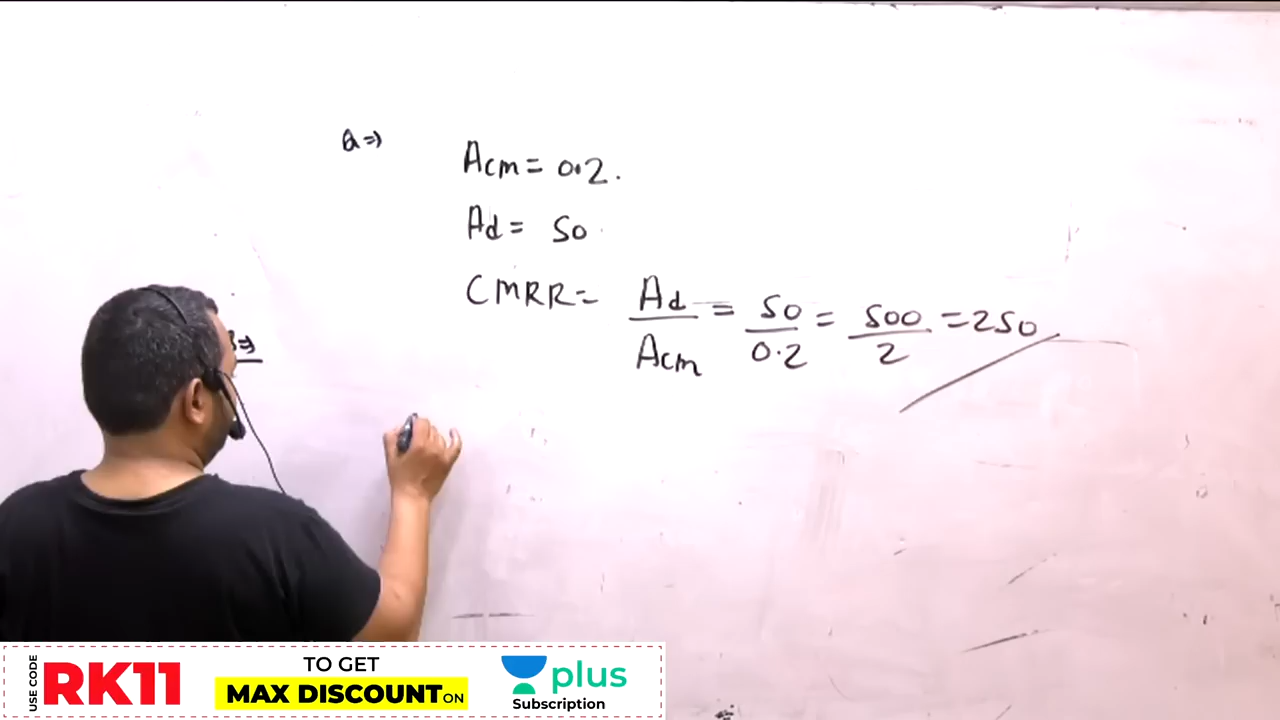 Q ⇒
Acm = 0.2.
Ad = 50
CMRR = Ad / Acm = 50 / 0.2 = 500 / 2 = 250
USE CODE RK11
TO GET
MAX DISCOUNT ON
plus
Subscription